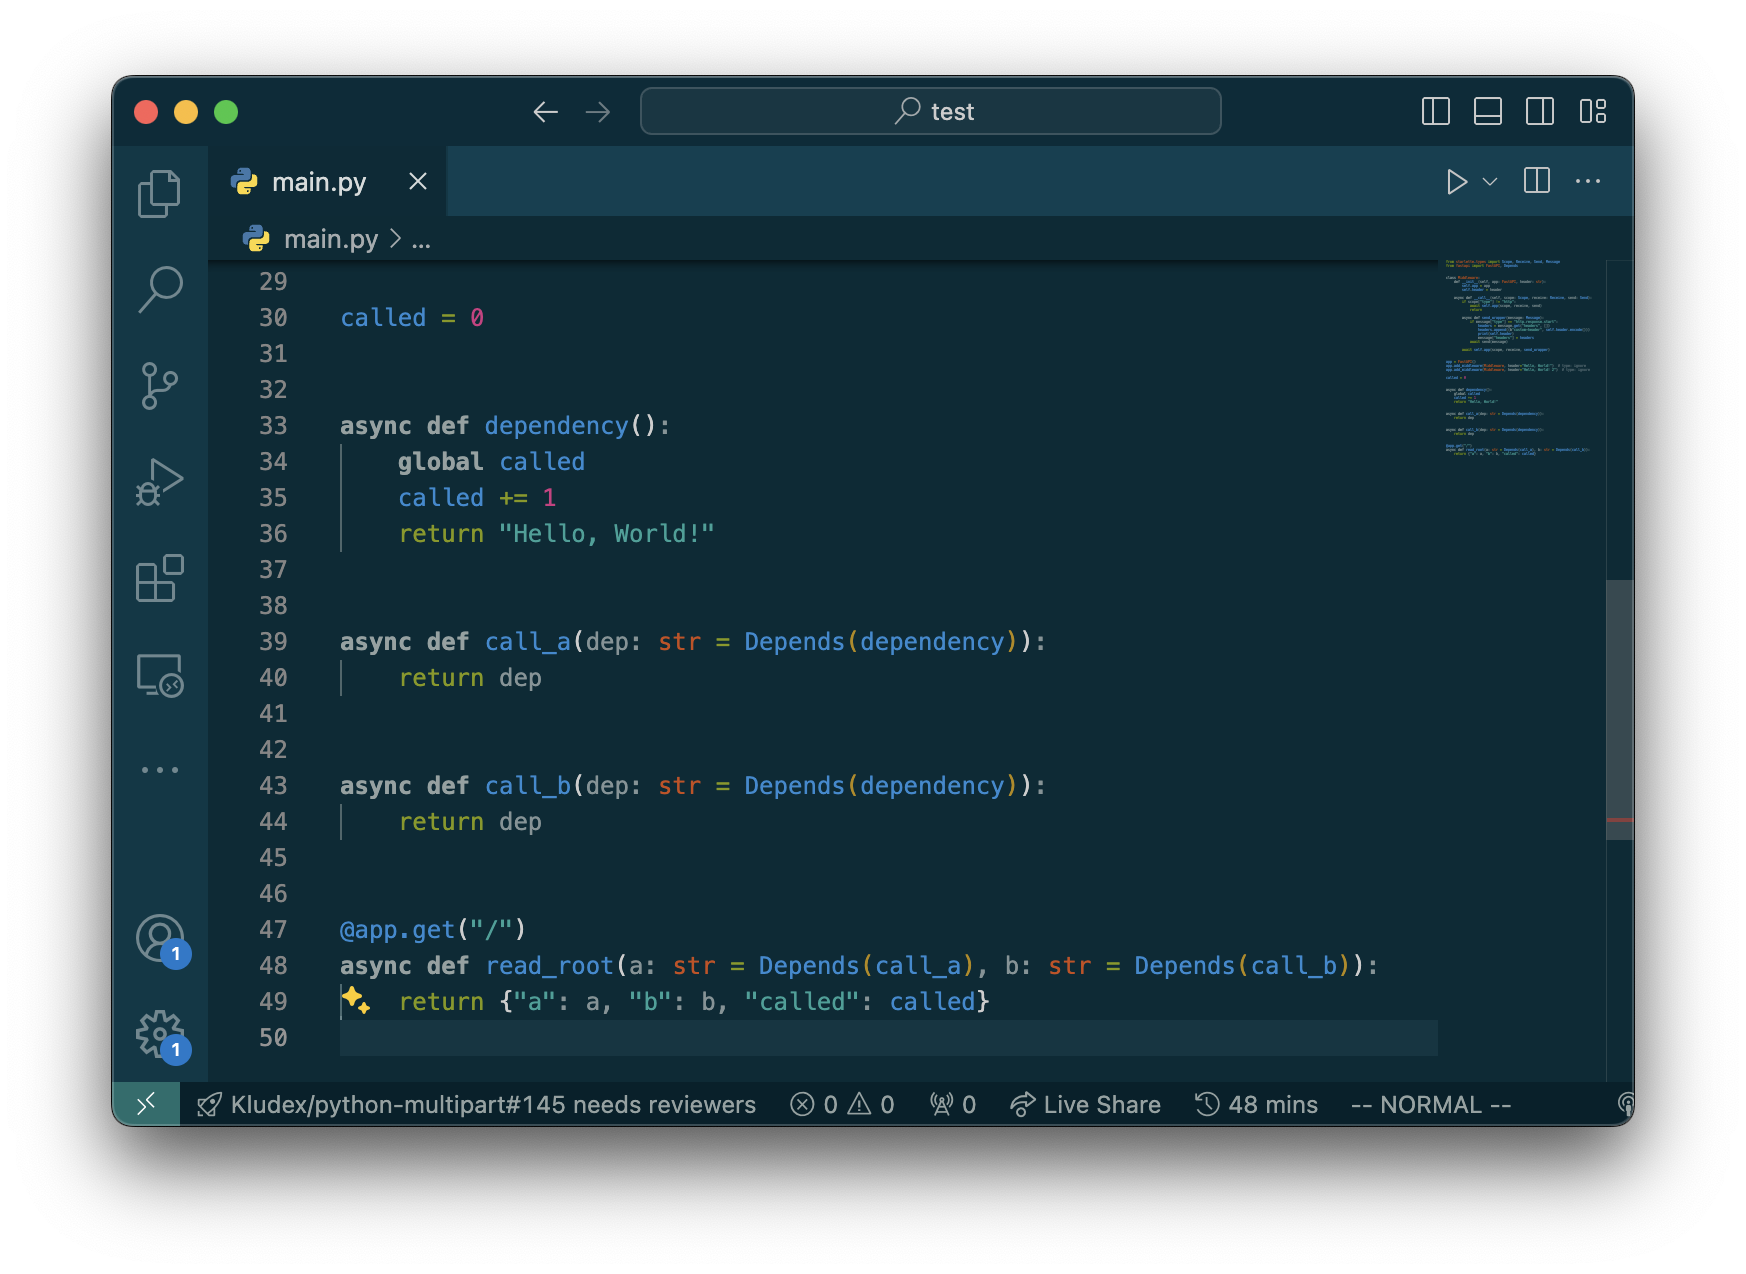 test
main.py
main.py > ...
29
30 called = 0
31
32
33 async def dependency():
34 global called
35 called += 1
36 return "Hello, World!"
37
38
39 async def call_a(dep: str = Depends(dependency)):
40 return dep
41
42
43 async def call_b(dep: str = Depends(dependency)):
44 return dep
45
46
47 @app.get("/")
48 async def read_root(a: str = Depends(call_a), b: str = Depends(call_b)):
49 return {"a": a, "b": b, "called": called}
50
1
1
Kludex/python-multipart#145 needs reviewers 0 0 0 Live Share 48 mins -- NORMAL --